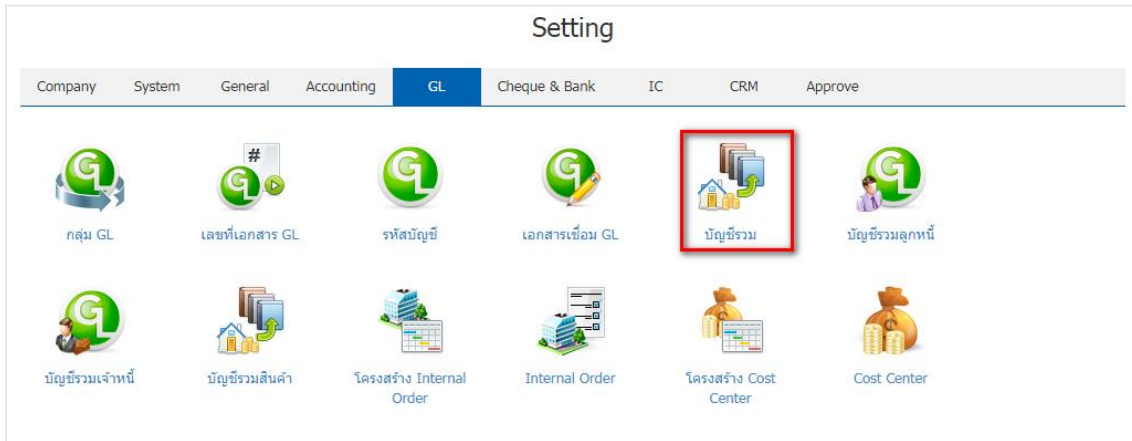 Setting
Company System General Accounting GL Cheque & Bank IC CRM Approve
#
กลุ่ม GL เลขที่เอกสาร GL รหัสบัญชี เอกสารเชื่อม GL บัญชีรวม บัญชีรวมลูกหนี้
บัญชีรวมเจ้าหนี้ บัญชีรวมสินค้า โครงสร้าง Internal Order Internal Order โครงสร้าง Cost Center Cost Center